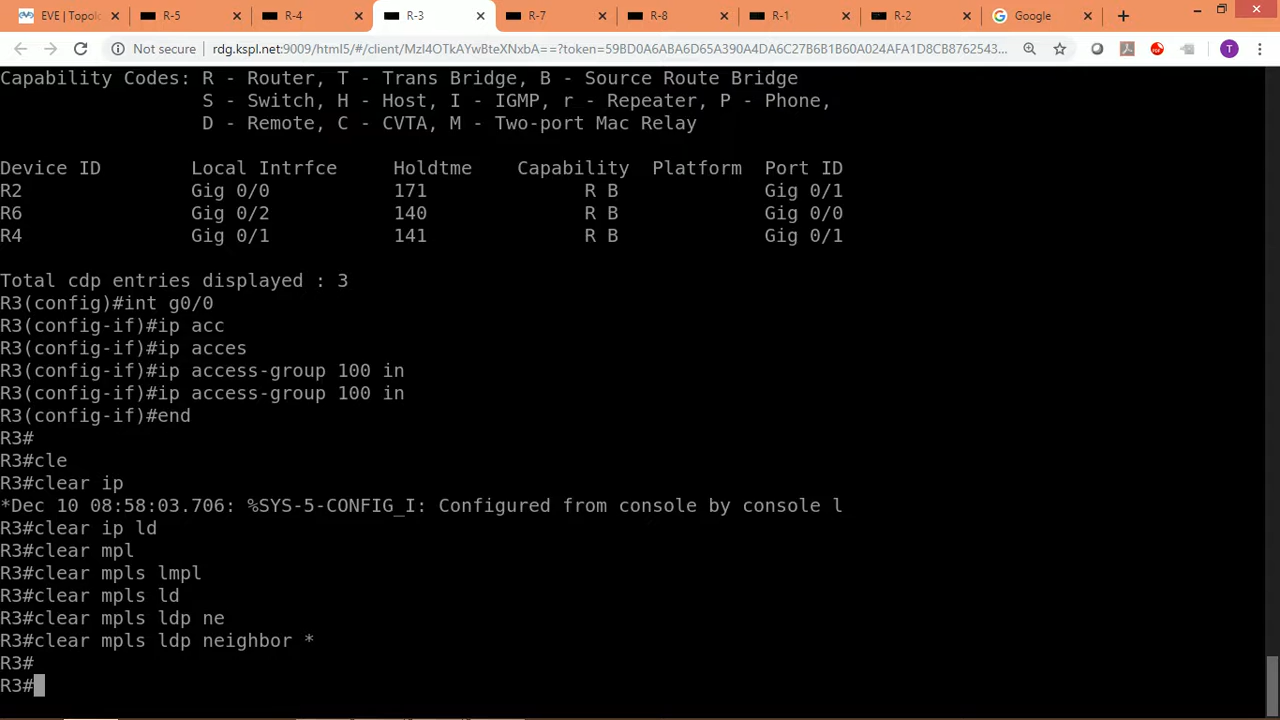 EVE | Topolo
R-5
R-4
R-3
R-7
R-8
R-1
R-2
Google
Not secure
rdg.kspl.net:9009/html5/#/client/MzI4OTkAYwBteXNxbA==?token=59BD0A6ABA6D65A390A4DA6C27B6B1B60A024AFA1D8CB8762543...
T
Capability Codes: R - Router, T - Trans Bridge, B - Source Route Bridge
S - Switch, H - Host, I - IGMP, r - Repeater, P - Phone,
D - Remote, C - CVTA, M - Two-port Mac Relay
Device ID Local Intrfce Holdtme Capability Platform Port ID
R2 Gig 0/0 171 R B Gig 0/1
R6 Gig 0/2 140 R B Gig 0/0
R4 Gig 0/1 141 R B Gig 0/1
Total cdp entries displayed : 3
R3(config)#int g0/0
R3(config-if)#ip acc
R3(config-if)#ip acces
R3(config-if)#ip access-group 100 in
R3(config-if)#ip access-group 100 in
R3(config-if)#end
R3#
R3#cle
R3#clear ip
*Dec 10 08:58:03.706: %SYS-5-CONFIG_I: Configured from console by console l
R3#clear ip ld
R3#clear mpl
R3#clear mpls lmpl
R3#clear mpls ld
R3#clear mpls ldp ne
R3#clear mpls ldp neighbor *
R3#
R3#